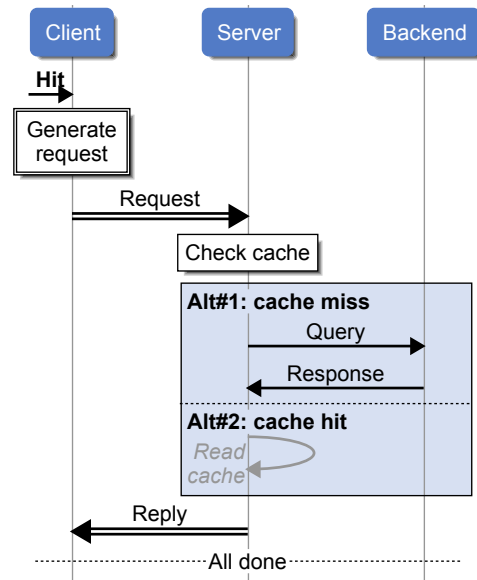 Client
Server
Backend
Hit
Generate
request
Request
Check cache
Alt#1: cache miss
Query
Response
Alt#2: cache hit
Read
cache
Reply
All done